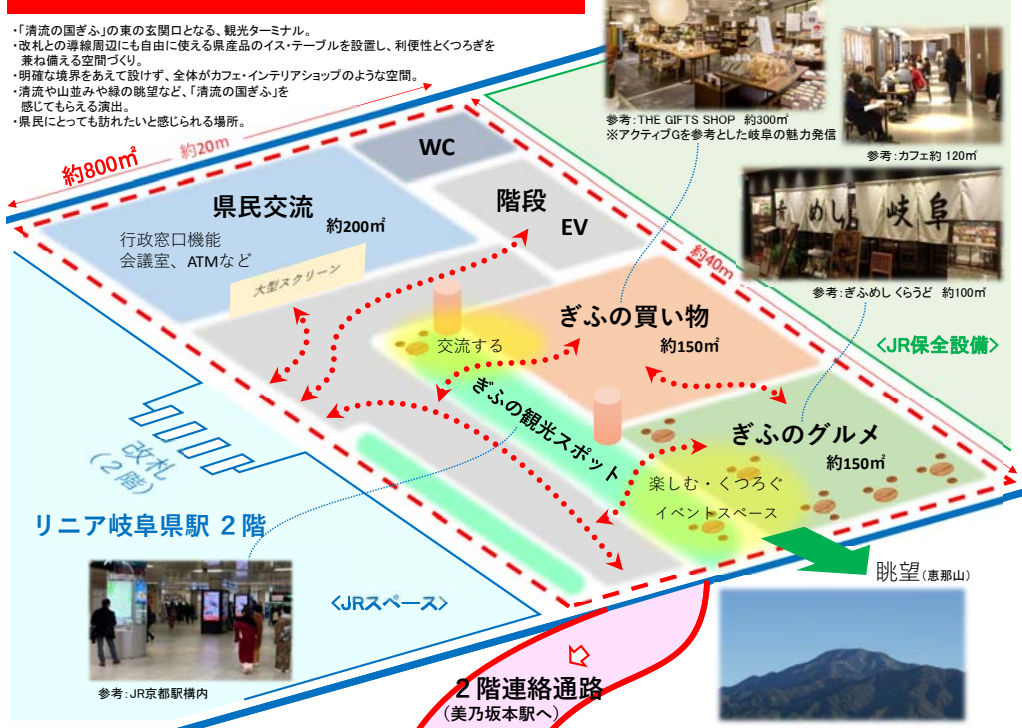 ・「清流の国ぎふ」の東の玄関口となる、観光ターミナル。
・改札との導線周辺にも自由に使える県産品のイス・テーブルを設置し、利便性とくつろぎを
兼ね備える空間づくり。
・明確な境界をあえて設けず、全体がカフェ・インテリアショップのような空間。
・清流や山並みや緑の眺望など、「清流の国ぎふ」を
感じてもらえる演出。
・県民にとっても訪れたいと感じられる場所。
参考:THE GIFTS SHOP 約300㎡
※アクティブGを参考とした岐阜の魅力発信
参考:カフェ約 120㎡
約800㎡
約20m
WC
県民交流
約200㎡
行政窓口機能
会議室、ATMなど
大型スクリーン
階段
EV
めし 岐阜
参考:ぎふめし くらうど 約100㎡
約40m
<JR保全設備>
ぎふの買い物
約150㎡
交流する
ぎふの観光スポット
ぎふのグルメ
約150㎡
楽しむ・くつろぐ
イベントスペース
改札
(2階)
リニア岐阜県駅 2階
<JRスペース>
参考:JR京都駅構内
眺望(恵那山)
2階連絡通路
(美乃坂本駅へ)